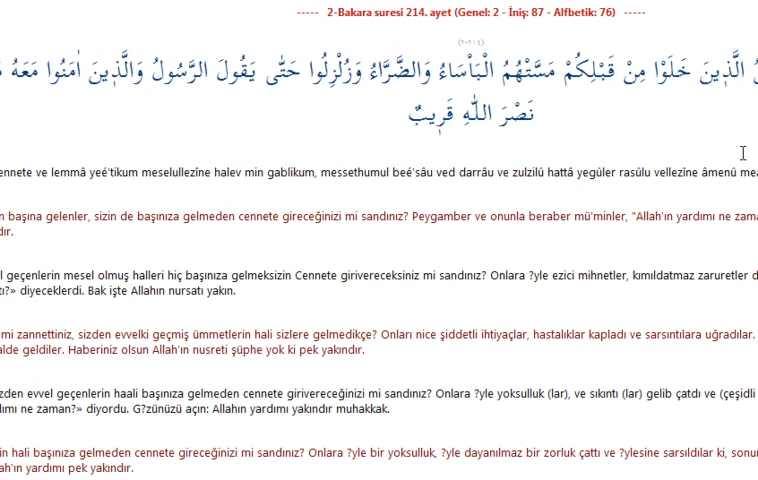 ----- 2-Bakara suresi 214. ayet (Genel: 2 - İniş: 87 - Alfbetik: 76) -----
(٢-٢١٤)
الَّذ۪ينَ خَلَوْا مِنْ قَبْلِكُمْ مَسَّتْهُمُ الْبَأْسَاءُ وَالضَّرَّاءُ وَزُلْزِلُوا حَتّٰى يَقُولَ الرَّسُولُ وَالَّذ۪ينَ اٰمَنُوا مَعَهُ
نَصْرَ اللّٰهِ قَر۪يبٌ
ennete ve lemmâ yeé'tikum meselullezîne halev min gablikum, messethumul beé'sâu ved darrâu ve zulzilû hattâ yegûler rasûlu vellezîne âmenû mea
n başına gelenler, sizin de başınıza gelmeden cennete gireceğinizi mi sandınız? Peygamber ve onunla beraber mü'minler, "Allah'ın yardımı ne zama
dır.
l geçenlerin mesel olmuş halleri hiç başınıza gelmeksizin Cennete girivereceksiniz mi sandınız? Onlara ?yle ezici mihnetler, kımıldatmaz zaruretler d
tı?» diyeceklerdi. Bak işte Allahın nursatı yakın.
mi zannettiniz, sizden evvelki geçmiş ümmetlerin hali sizlere gelmedikçe? Onları nice şiddetli ihtiyaçlar, hastalıklar kapladı ve sarsıntılara uğradılar.
alde geldiler. Haberiniz olsun Allah'ın nusreti şüphe yok ki pek yakındır.
zden evvel geçenlerin haali başınıza gelmeden cennete girivereceğinizi mi sandınız? Onlara ?yle yoksulluk (lar), ve sıkıntı (lar) gelib çatdı ve (çeşidli
dımı ne zaman?» diyordu. G?zünüzü açın: Allahın yardımı yakındır muhakkak.
in hali başınıza gelmeden cennete gireceğinizi mi sandınız? Onlara ?yle bir yoksulluk, ?yle dayanılmaz bir zorluk çattı ve ?ylesine sarsıldılar ki, sonu
ah'ın yardımı pek yakındır.